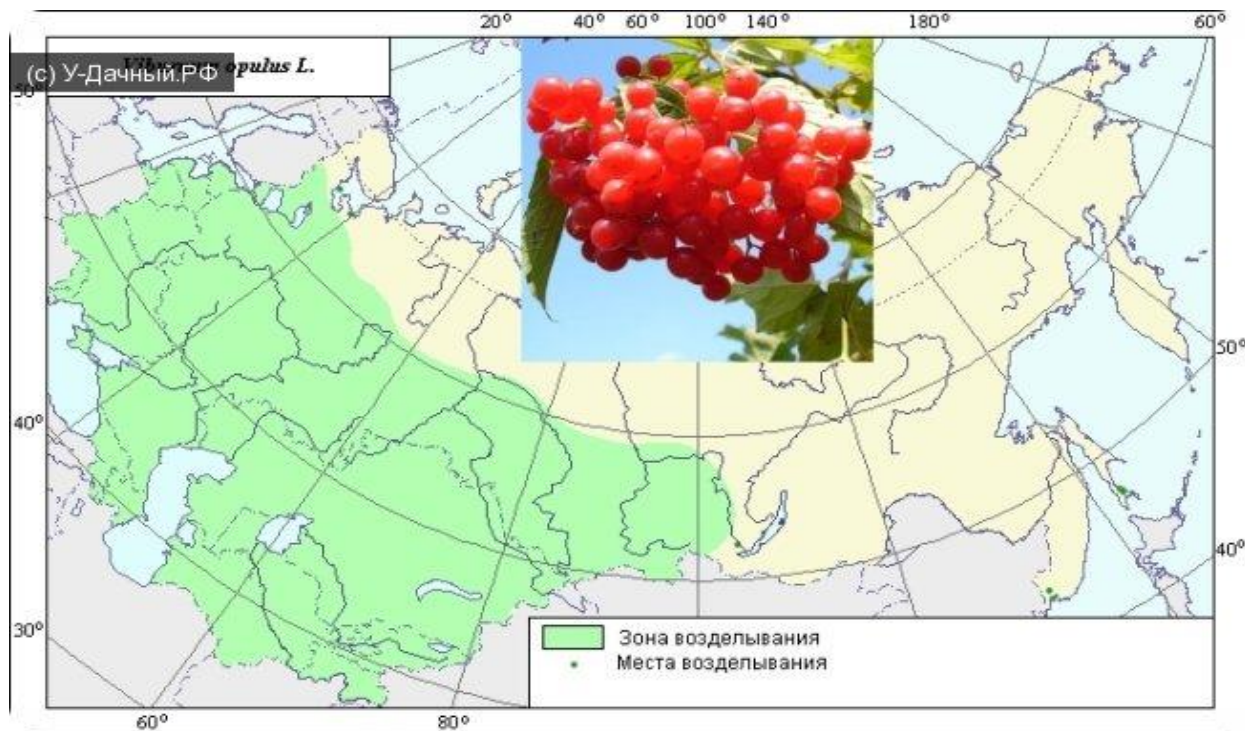 20° 40° 60° 100° 140° 180° 60°
(c) У-Дачный.РФ
opulus L.
50°
40°
40°
30°
Зона возделывания
Места возделывания
60° 80°